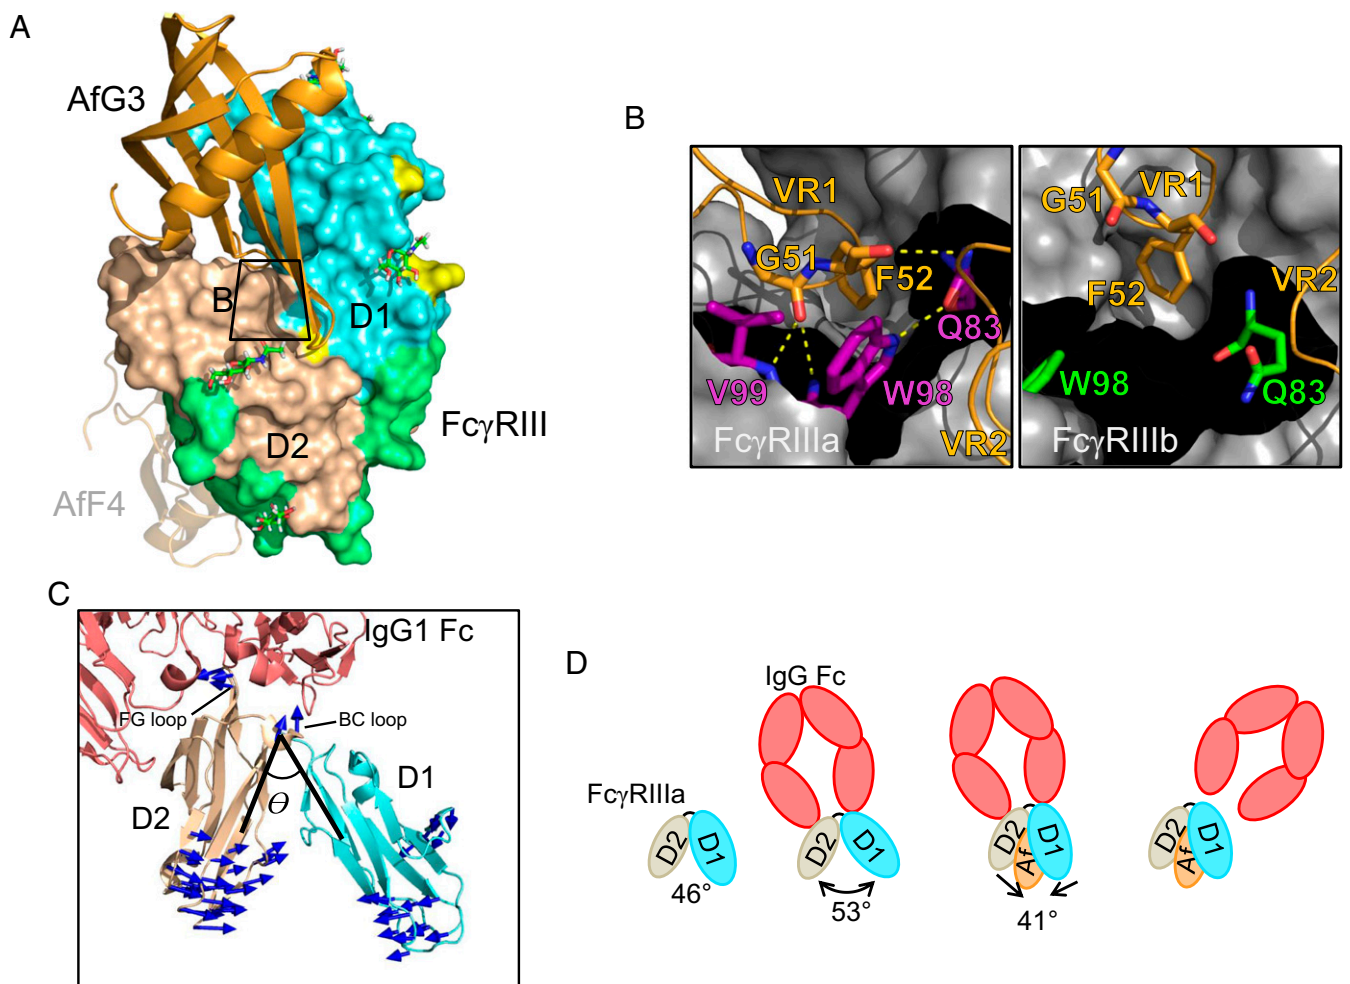 A
AfG3
B
D1
D2
FcγRIII
AfF4
B
VR1
G51
F52
Q83
V99
W98
FcγRIIIa
VR2
G51
VR1
F52
VR2
W98
Q83
FcγRIIIb
C
IgG1 Fc
FG loop
BC loop
D2
D1
Θ
D
IgG Fc
FcγRIIIa
D2
D1
46°
D2
D1
53°
D2
Af
D1
41°
D2
Af
D1